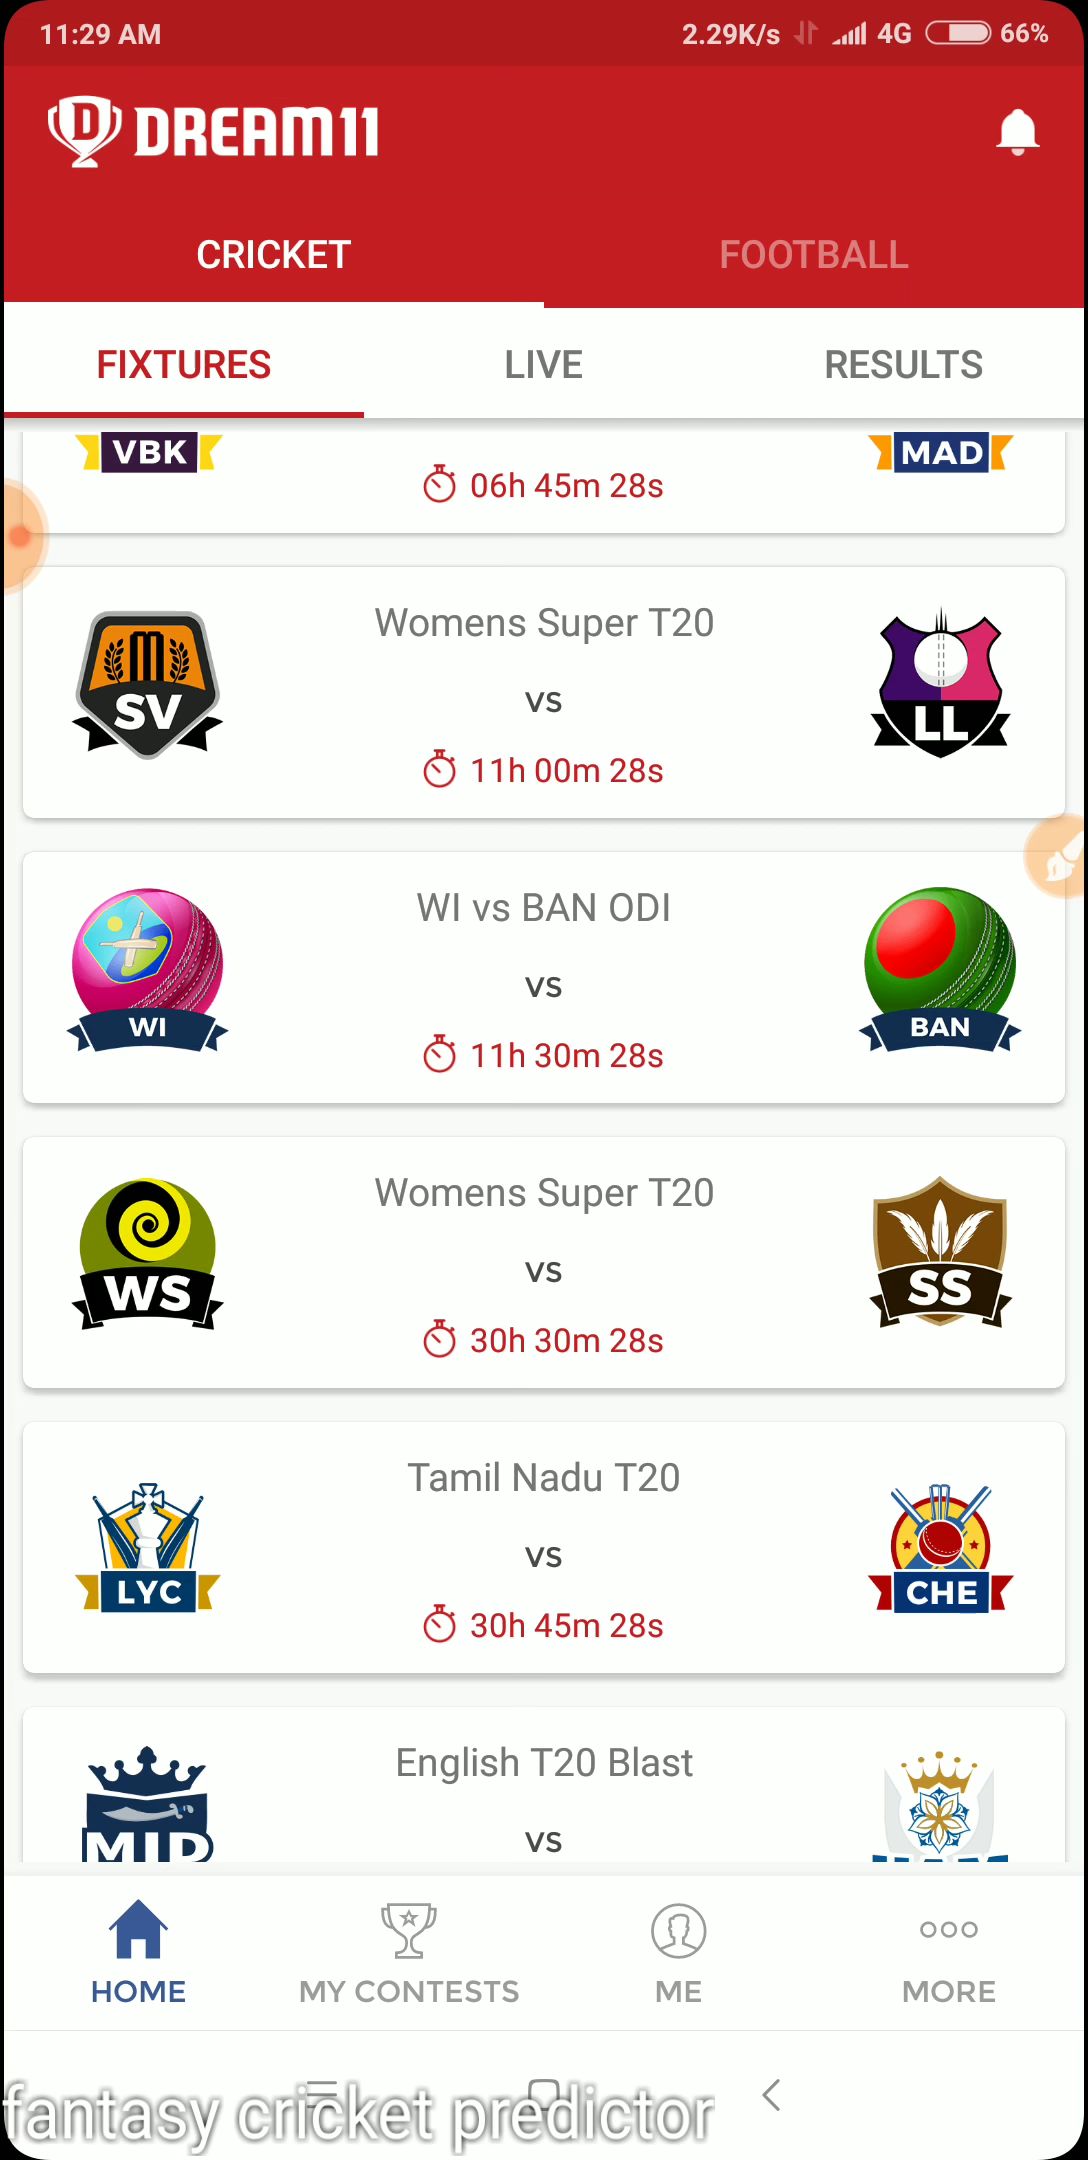 11:29 AM 2.29K/s 4G 66%
DREAM11
CRICKET FOOTBALL
FIXTURES LIVE RESULTS
VBK MAD
06h 45m 28s
Womens Super T20
SV vs LL
11h 00m 28s
WI vs BAN ODI
vs
WI BAN
11h 30m 28s
Womens Super T20
vs
WS SS
30h 30m 28s
Tamil Nadu T20
vs
LYC CHE
30h 45m 28s
English T20 Blast
vs
MID
HOME MY CONTESTS ME MORE
fantasy cricket predictor